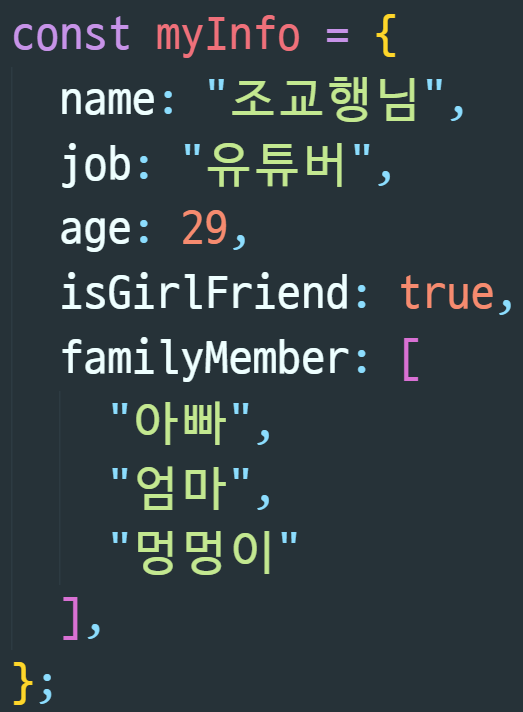 const myInfo = {
  name: "조교행님",
  job: "유튜버",
  age: 29,
  isGirlFriend: true,
  familyMember: [
    "아빠",
    "엄마",
    "멍멍이"
  ],
};